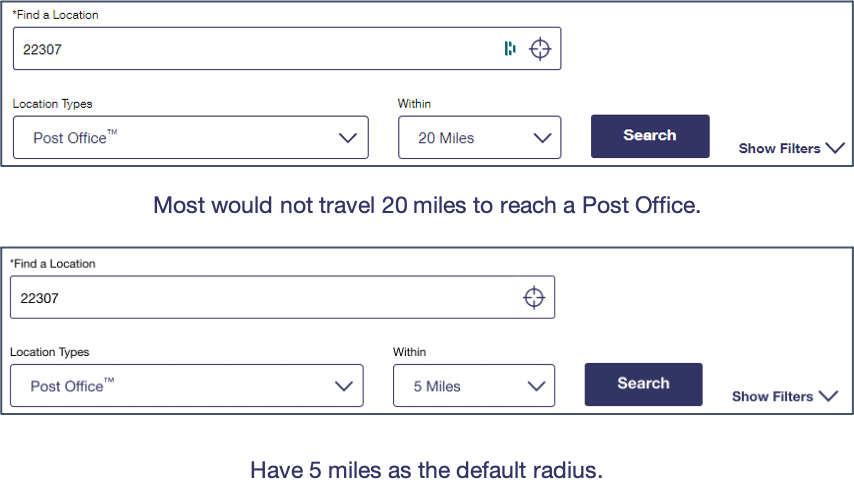 *Find a Location
22307
Location Types
Within
Post Office™
20 Miles
Search
Show Filters
Most would not travel 20 miles to reach a Post Office.
*Find a Location
22307
Location Types
Within
Post Office™
5 Miles
Search
Show Filters
Have 5 miles as the default radius.